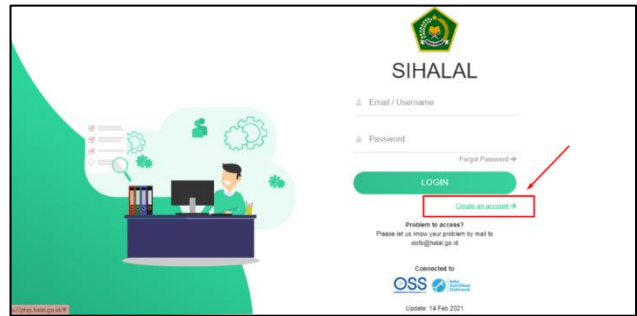 SIHALAL
Email / Username
Password
Forgot Password →
LOGIN
Create an account →
Problem to access?
Please let us know your problem by mail to
sisfo@halal.go.id
Connected to
OSS
Update: 14 Feb 2021